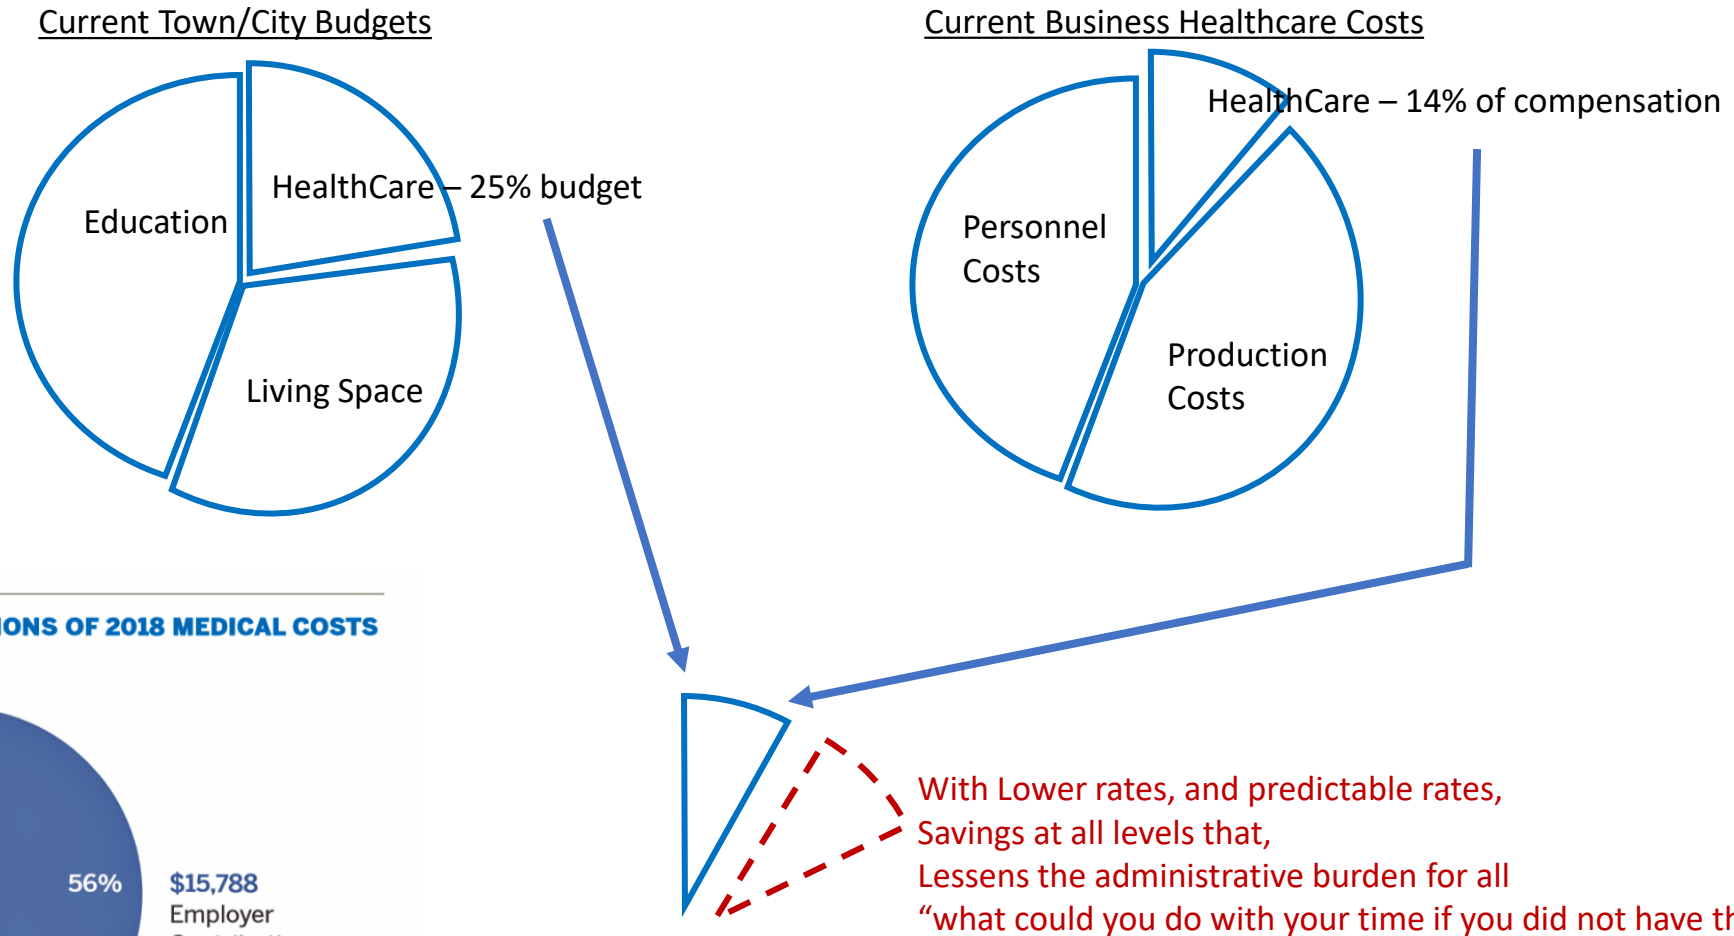 Current Town/City Budgets
Current Business Healthcare Costs
HealthCare – 14% of compensation
HealthCare – 25% budget
Education
Living Space
Personnel
Costs
Production
Costs
OF 2018 MEDICAL COSTS
56%
$15,788
Employer
With Lower rates, and predictable rates,
Savings at all levels that,
Lessens the administrative burden for all
“what could you do with your time if you did not have